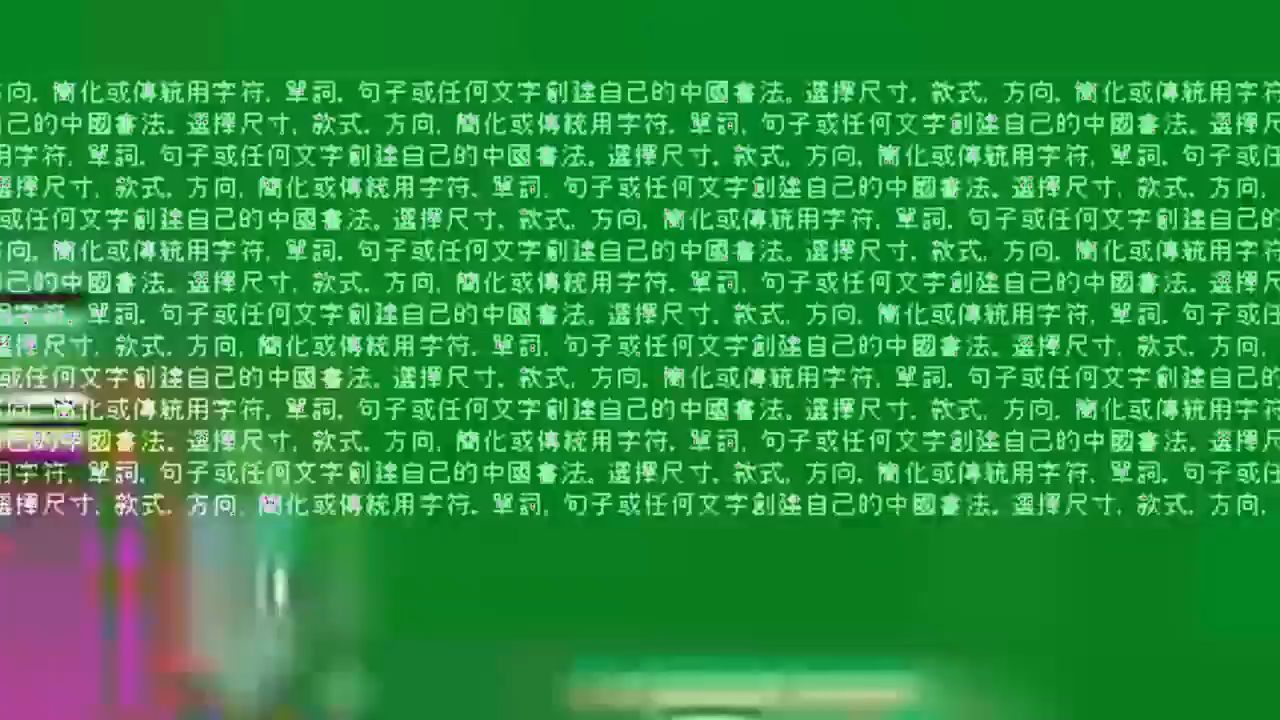 向, 簡化或傳統用字符, 單詞, 句子或任何文字創建自己的中國書法。選擇尺寸, 款式, 方向, 簡化或傳統用字符
己的中國書法。選擇尺寸, 款式, 方向, 簡化或傳統用字符, 單詞, 句子或任何文字創建自己的中國書法。選擇尺
用字符, 單詞, 句子或任何文字創建自己的中國書法。選擇尺寸, 款式, 方向, 簡化或傳統用字符, 單詞, 句子或任
選擇尺寸, 款式, 方向, 簡化或傳統用字符, 單詞, 句子或任何文字創建自己的中國書法。選擇尺寸, 款式, 方向,
或任何文字創建自己的中國書法。選擇尺寸, 款式, 方向, 簡化或傳統用字符, 單詞, 句子或任何文字創建自己的
向, 簡化或傳統用字符, 單詞, 句子或任何文字創建自己的中國書法。選擇尺寸, 款式, 方向, 簡化或傳統用字符
己的中國書法。選擇尺寸, 款式, 方向, 簡化或傳統用字符, 單詞, 句子或任何文字創建自己的中國書法。選擇尺
用字符, 單詞, 句子或任何文字創建自己的中國書法。選擇尺寸, 款式, 方向, 簡化或傳統用字符, 單詞, 句子或任
選擇尺寸, 款式, 方向, 簡化或傳統用字符, 單詞, 句子或任何文字創建自己的中國書法。選擇尺寸, 款式, 方向,
或任何文字創建自己的中國書法。選擇尺寸, 款式, 方向, 簡化或傳統用字符, 單詞, 句子或任何文字創建自己的
向, 簡化或傳統用字符, 單詞, 句子或任何文字創建自己的中國書法。選擇尺寸, 款式, 方向, 簡化或傳統用字符
己的中國書法。選擇尺寸, 款式, 方向, 簡化或傳統用字符, 單詞, 句子或任何文字創建自己的中國書法。選擇尺
用字符, 單詞, 句子或任何文字創建自己的中國書法。選擇尺寸, 款式, 方向, 簡化或傳統用字符, 單詞, 句子或任
選擇尺寸, 款式, 方向, 簡化或傳統用字符, 單詞, 句子或任何文字創建自己的中國書法。選擇尺寸, 款式, 方向,